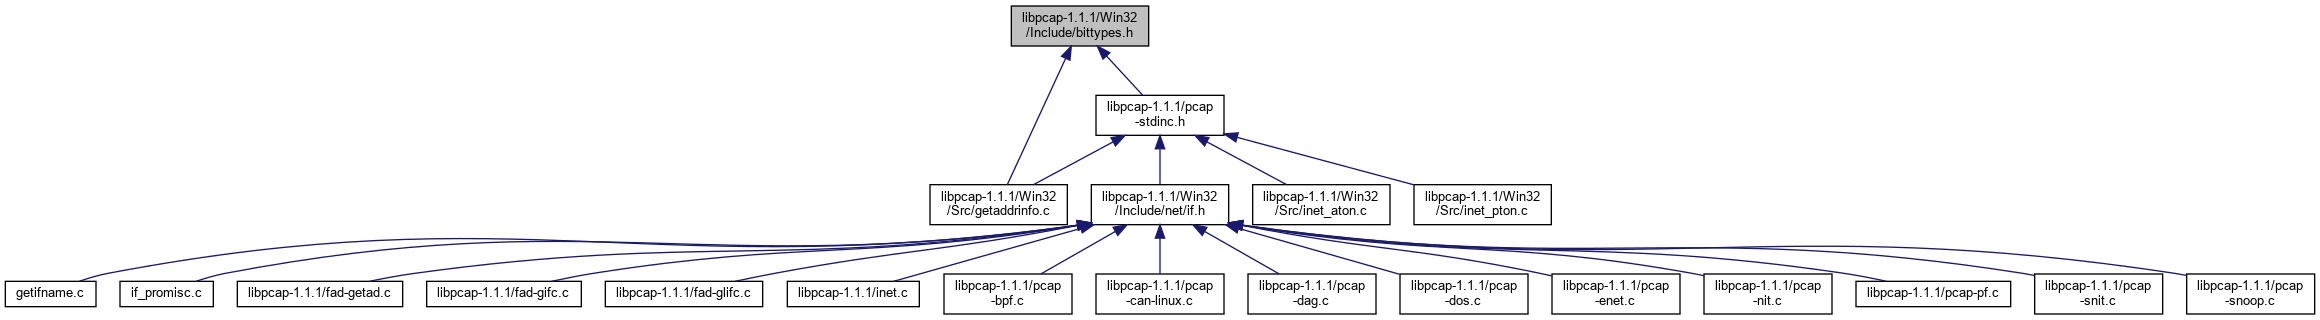 libpcap-1.1.1/Win32
/Include/bittypes.h
libpcap-1.1.1/pcap
-stdinc.h
libpcap-1.1.1/Win32
/Src/getaddrinfo.c
libpcap-1.1.1/Win32
/Include/net/if.h
libpcap-1.1.1/Win32
/Src/inet_aton.c
libpcap-1.1.1/Win32
/Src/inet_pton.c
getifname.c
if_promisc.c
libpcap-1.1.1/fad-getad.c
libpcap-1.1.1/fad-gifc.c
libpcap-1.1.1/fad-glifc.c
libpcap-1.1.1/inet.c
libpcap-1.1.1/pcap
-bpf.c
libpcap-1.1.1/pcap
-can-linux.c
libpcap-1.1.1/pcap
-dag.c
libpcap-1.1.1/pcap
-dos.c
libpcap-1.1.1/pcap
-enet.c
libpcap-1.1.1/pcap
-nit.c
libpcap-1.1.1/pcap-pf.c
libpcap-1.1.1/pcap
-snit.c
libpcap-1.1.1/pcap
-snoop.c